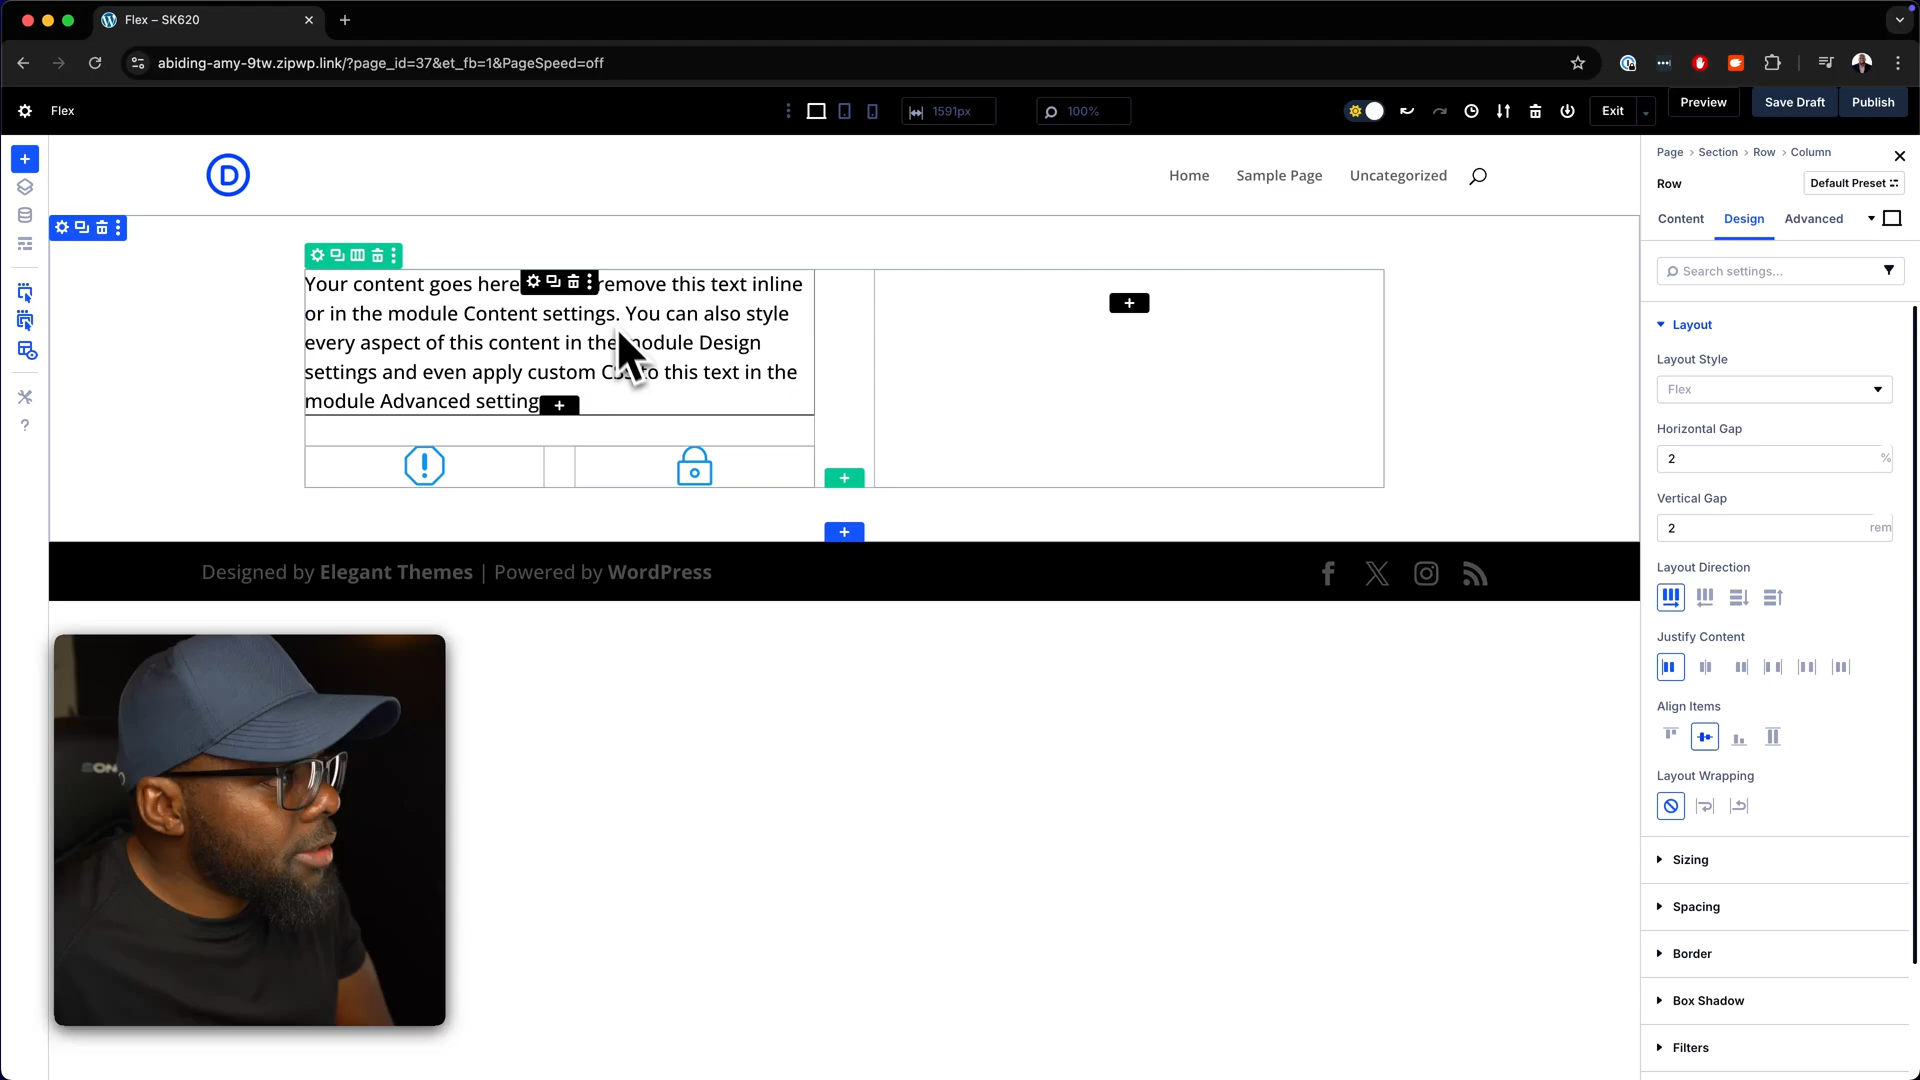 Flex – SK620
abiding-amy-9tw.zipwp.link/?page_id=37&et_fb=1&PageSpeed=off
Flex
1591px
100%
Exit
Preview
Save Draft
Publish
D
Home
Sample Page
Uncategorized
Your content goes here
remove this text inline
or in the module Content settings. You can also style
every aspect of this content in the module Design
settings and even apply custom CSS to this text in the
module Advanced setting
Designed by Elegant Themes | Powered by WordPress
Page > Section > Row > Column
Row
Default Preset
Content
Design
Advanced
Search settings...
Layout
Layout Style
Flex
Horizontal Gap
2
%
Vertical Gap
2
rem
Layout Direction
Justify Content
Align Items
Layout Wrapping
Sizing
Spacing
Border
Box Shadow
Filters